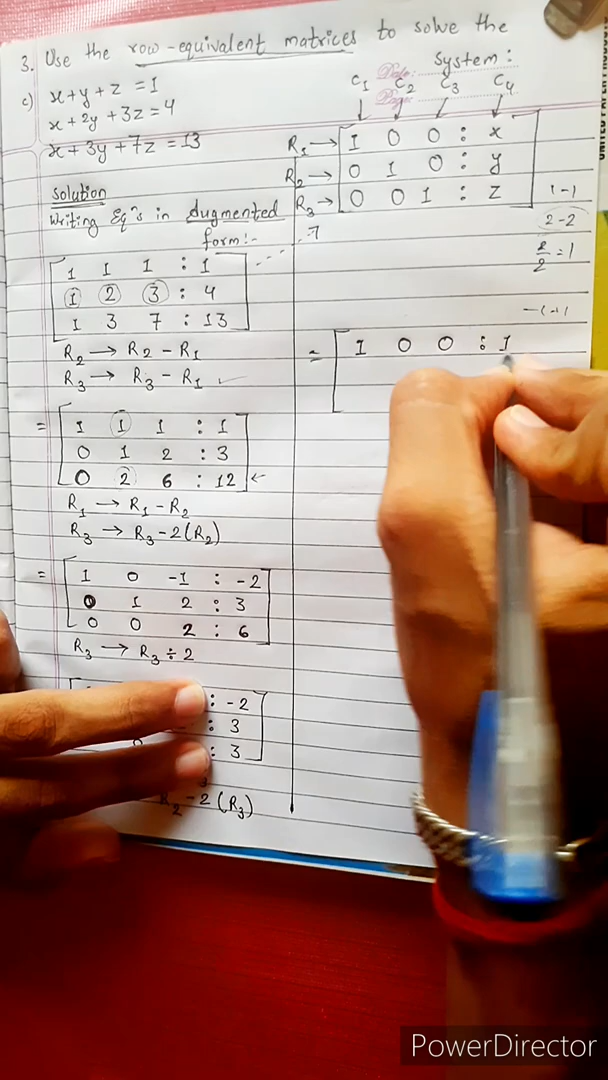 3. Use the row-equivalent matrices to solve the
System:
c) x+y+z = 1
x+2y+3z=4
x+3y+7z=13
C1 C2 C3 C4
R1→ 1 0 0 : x
R2→ 0 1 0 : y
R3→ 0 0 1 : z
Solution
Writing Eqns in augmented
form:-
1 1 1 : 1
1 2 3 : 4
1 3 7 : 13
R2 → R2 - R1
R3 → R3 - R1
= 1 1 1 : 1
0 1 2 : 3
0 2 6 : 12 ←
R1 → R1 - R2
R3 → R3 - 2(R2)
= 1 0 -1 : -2
0 1 2 : 3
0 0 2 : 6
R3 → R3 ÷ 2
: -2
: 3
: 3
R2 - 2(R3)
1-1
2-2
2/2 = 1
= 1 0 0 : 1
PowerDirector